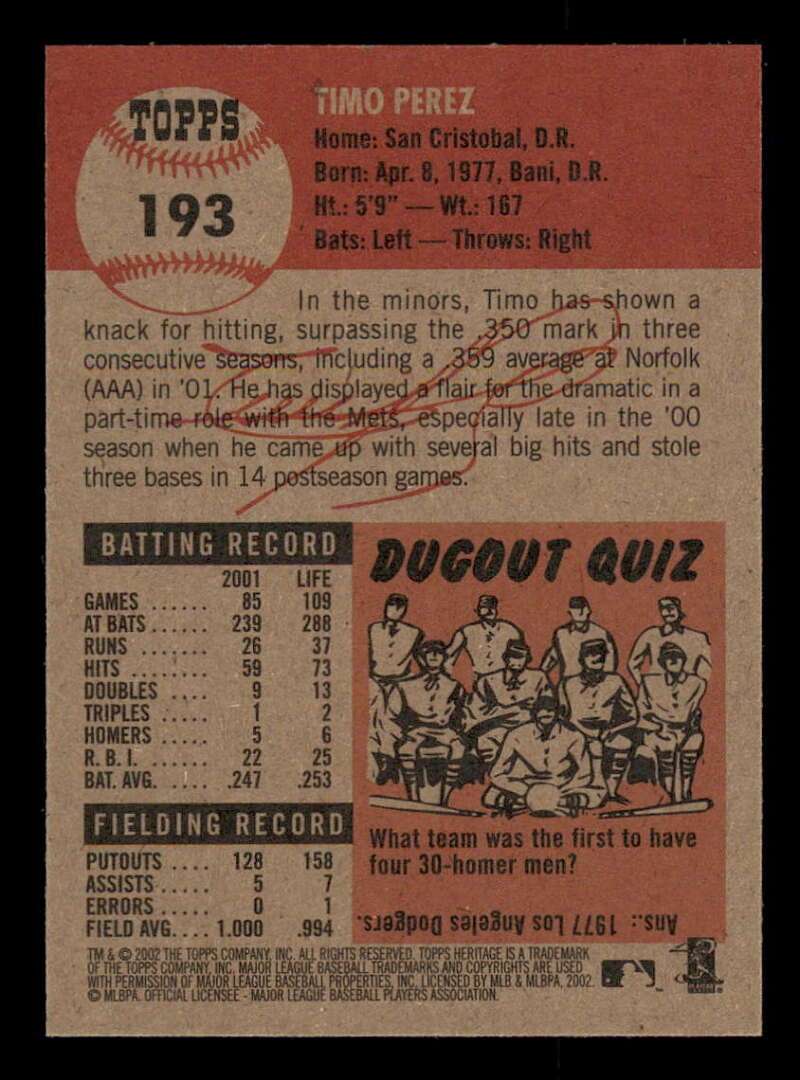 TOPPS
193
TIMO PEREZ
Home: San Cristobal, D.R.
Born: Apr. 8, 1977, Bani, D.R.
Ht.: 5'9" — Wt.: 167
Bats: Left — Throws: Right
In the minors, Timo has shown a
knack for hitting, surpassing the .350 mark in three
consecutive seasons, including a .359 average at Norfolk
(AAA) in '01. He has displayed a flair for the dramatic in a
part-time role with the Mets, especially late in the '00
season when he came up with several big hits and stole
three bases in 14 postseason games.
BATTING RECORD
2001 LIFE
GAMES ...... 85 109
AT BATS ...... 239 288
RUNS ....... 26 37
HITS ........ 59 73
DOUBLES .... 9 13
TRIPLES ..... 1 2
HOMERS ..... 5 6
R.B.I. ...... 22 25
BAT. AVG. ..... .247 .253
FIELDING RECORD
PUTOUTS .... 128 158
ASSISTS ..... 5 7
ERRORS ..... 0 1
FIELD AVG. ... 1.000 .994
DUGOUT QUIZ
What team was the first to have
four 30-homer men?
Ans.: 1977 Los Angeles Dodgers.
TM & © 2002 THE TOPPS COMPANY, INC. ALL RIGHTS RESERVED. TOPPS HERITAGE IS A TRADEMARK
OF THE TOPPS COMPANY, INC. MAJOR LEAGUE BASEBALL TRADEMARKS AND COPYRIGHTS ARE USED
WITH PERMISSION OF MAJOR LEAGUE BASEBALL PROPERTIES, INC. LICENSED BY MLB & MLBPA, 2002.
© MLBPA. OFFICIAL LICENSEE - MAJOR LEAGUE BASEBALL PLAYERS ASSOCIATION.